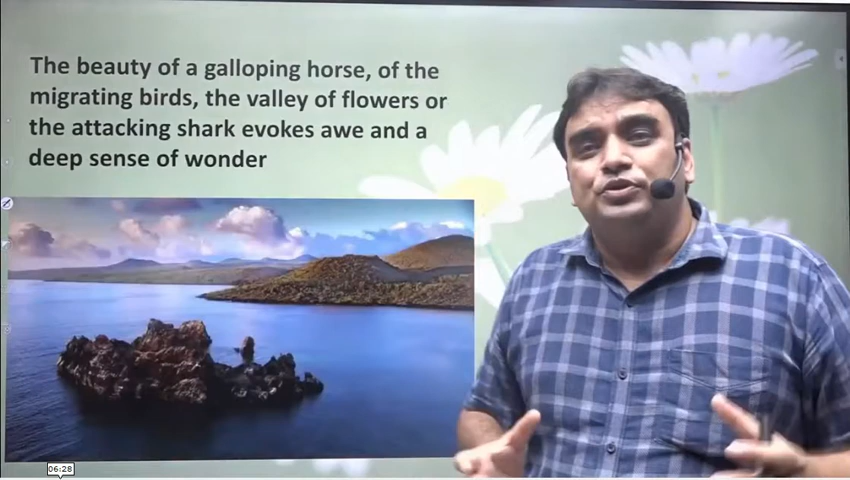 The beauty of a galloping horse, of the
migrating birds, the valley of flowers or
the attacking shark evokes awe and a
deep sense of wonder
06:28